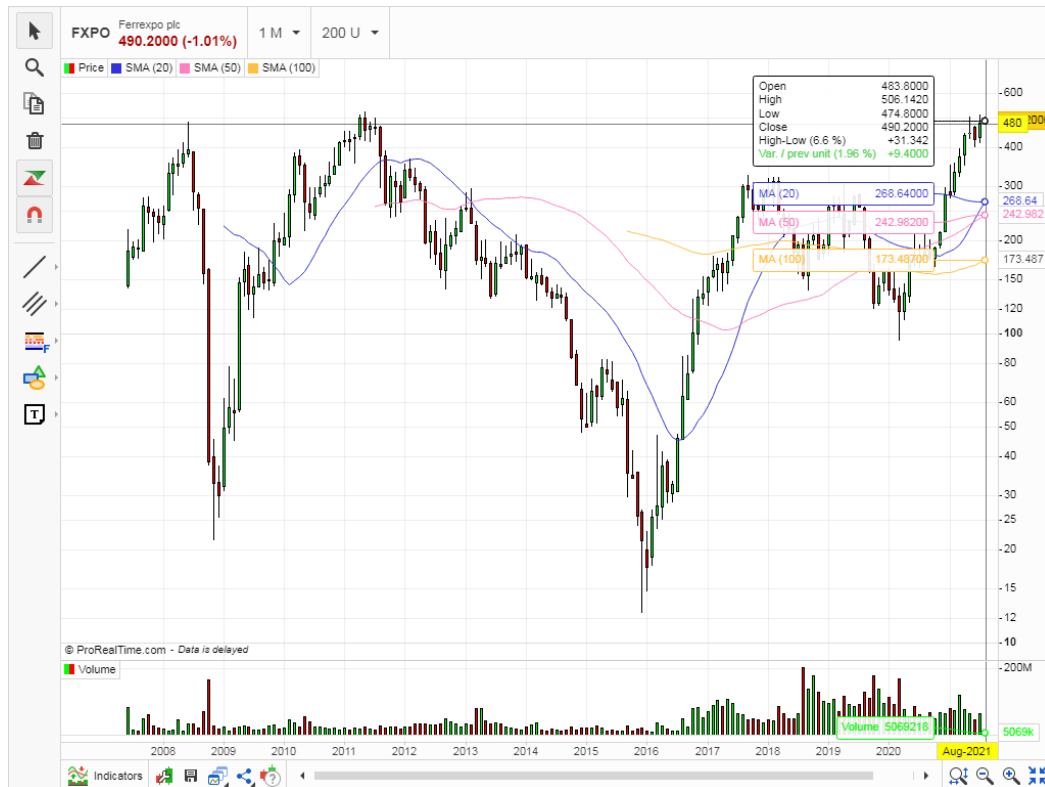 FXPO
Ferrexpo plc
490.2000 (-1.01%)
1 M
200 U
Price SMA (20) SMA (50) SMA (100)
Open 483.8000
High 506.1420
Low 474.8000
Close 490.2000
High-Low (6.6 %) +31.342
Var. / prev unit (1.96 %) +9.4000
MA (20) 268.64000
MA (50) 242.98200
MA (100) 173.48700
600
480
400
300
268.64
242.982
200
173.487
150
120
100
80
60
50
40
30
25
20
15
12
10
T
F
© ProRealTime.com - Data is delayed
Volume
200M
Volume 5069218
5069k
2008 2009 2010 2011 2012 2013 2014 2015 2016 2017 2018 2019 2020 Aug-2021
Indicators